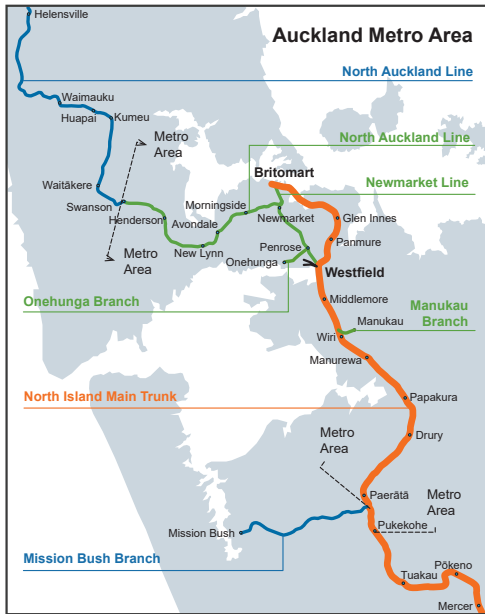 Helensville
Auckland Metro Area
North Auckland Line
Waimauku
Huapai
Kumeu
Metro
Area
North Auckland Line
Britomart
Newmarket Line
Waitākere
Swanson
Morningside
Henderson
Avondale
Newmarket
Glen Innes
Metro
Area
New Lynn
Penrose
Panmure
Onehunga
Westfield
Onehunga Branch
Middlemore
Manukau
Branch
Manukau
Wiri
Manurewa
North Island Main Trunk
Papakura
Metro
Area
Drury
Paerātā
Metro
Area
Mission Bush
Pukekohe
Mission Bush Branch
Tuakau
Pōkeno
Mercer